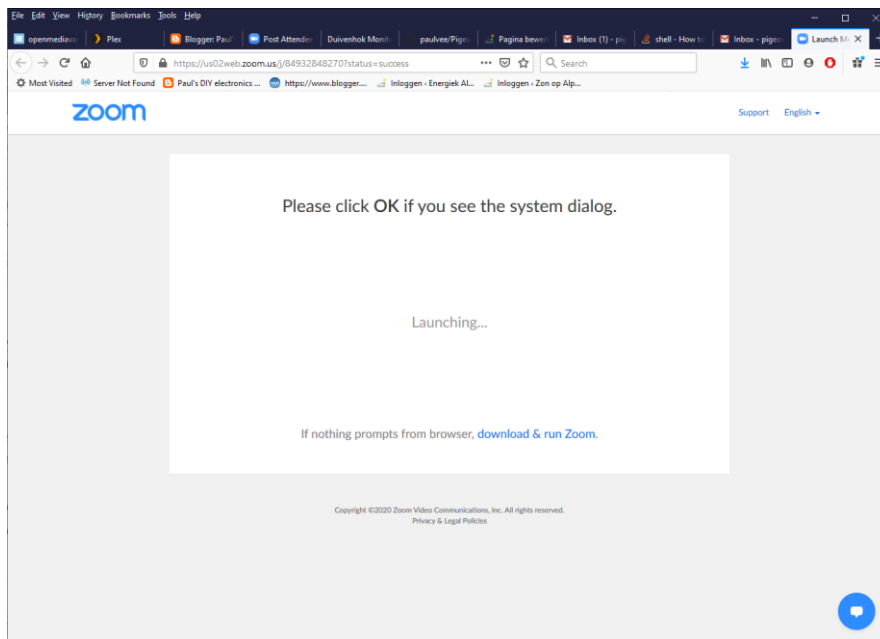 File Edit View History Bookmarks Tools Help
openmediava Plex Blogger: Paul' Post Attendee Duivenhok Monit paulvee/Pige Pagina bewer Inbox (1) - pig shell - How to Inbox - pigeo Launch Me
https://us02web.zoom.us/j/84932848270?status=success Search
Most Visited Server Not Found Paul's DIY electronics ... https://www.blogger.... Inloggen ‹ Energiek Al... Inloggen ‹ Zon op Alp...
zoom Support English
Please click OK if you see the system dialog.
Launching...
If nothing prompts from browser, download & run Zoom.
Copyright ©2020 Zoom Video Communications, Inc. All rights reserved.
Privacy & Legal Policies